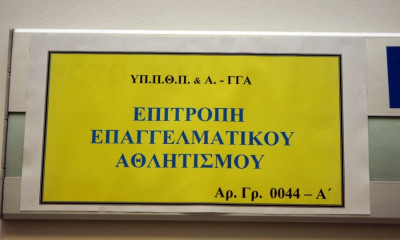 ΥΠ.Π.Θ.Π. & Α. - ΓΓΑ
ΕΠΙΤΡΟΠΗ
ΕΠΑΓΓΕΛΜΑΤΙΚΟΥ
ΑΘΛΗΤΙΣΜΟΥ
Αρ. Γρ. 0044 – Α΄